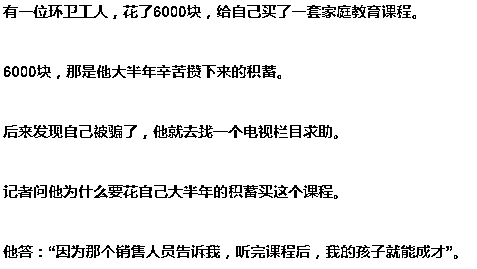 有一位环卫工人，花了6000块，给自己买了一套家庭教育课程。
6000块，那是他大半年辛苦攒下来的积蓄。
后来发现自己被骗了，他就去找一个电视栏目求助。
记者问他为什么要花自己大半年的积蓄买这个课程。
他答：“因为那个销售人员告诉我，听完课程后，我的孩子就能成才”。